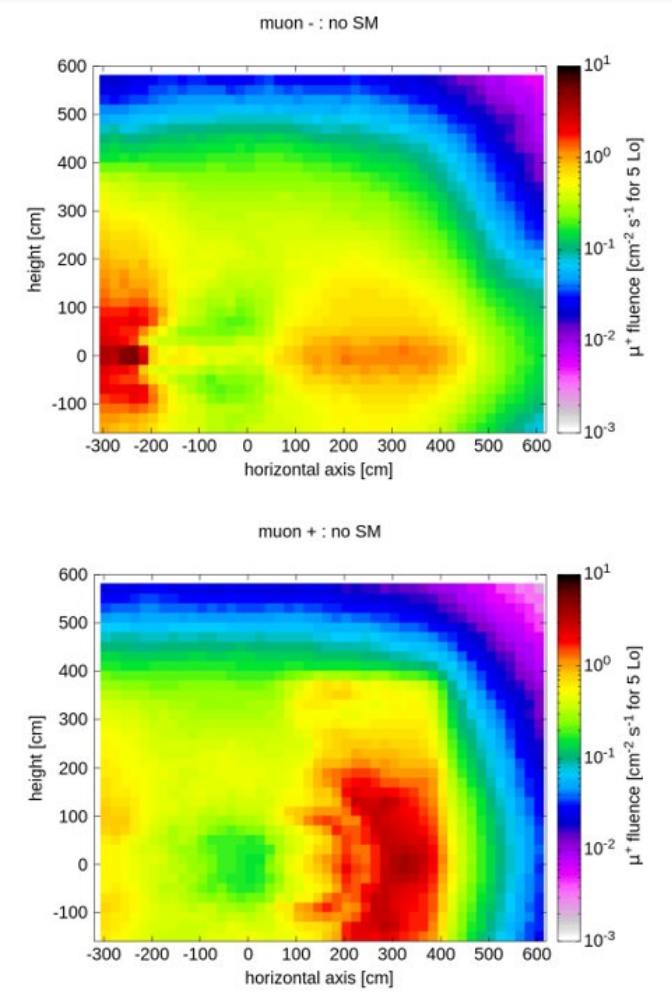 muon - : no SM
600
500
400
300
200
100
0
-100
height [cm]
-300 -200 -100 0 100 200 300 400 500 600
horizontal axis [cm]
10¹
10⁰
10⁻¹
10⁻²
10⁻³
μ⁺ fluence [cm⁻² s⁻¹ for 5 Lo]
muon + : no SM
600
500
400
300
200
100
0
-100
height [cm]
-300 -200 -100 0 100 200 300 400 500 600
horizontal axis [cm]
10¹
10⁰
10⁻¹
10⁻²
10⁻³
μ⁺ fluence [cm⁻² s⁻¹ for 5 Lo]